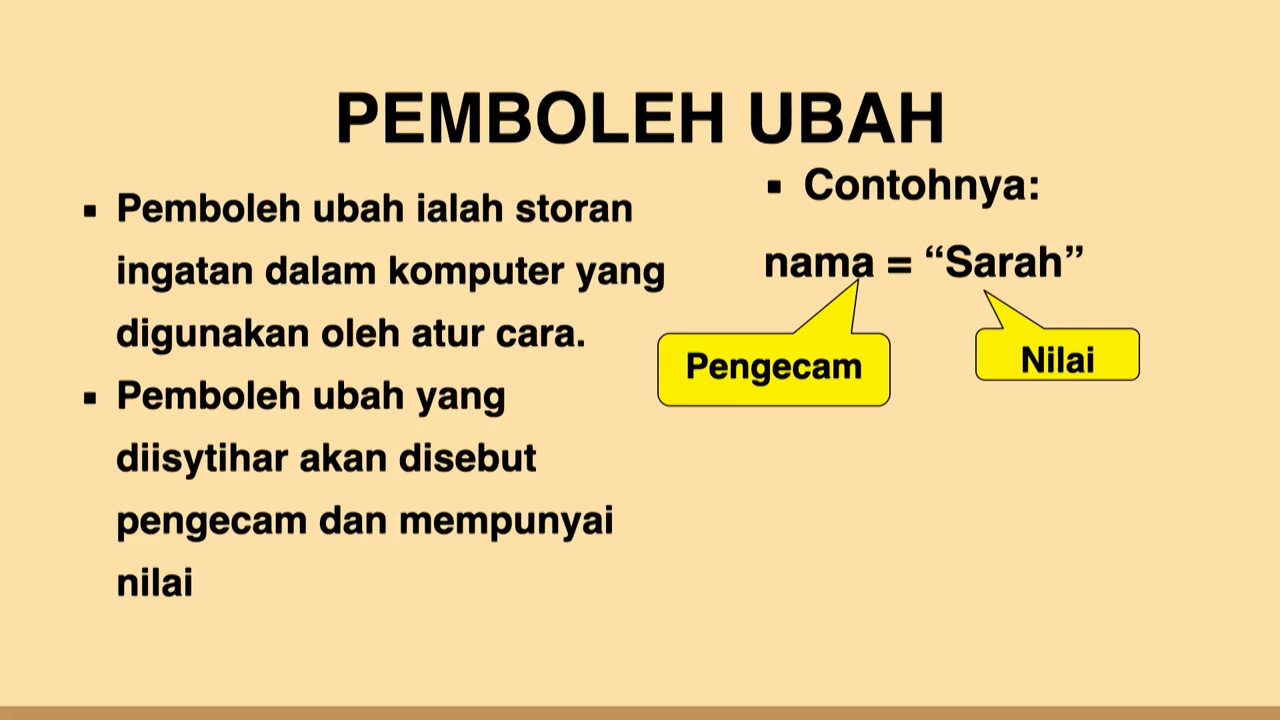 PEMBOLEH UBAH
▪ Pemboleh ubah ialah storan
ingatan dalam komputer yang
digunakan oleh atur cara.
▪ Pemboleh ubah yang
diisytihar akan disebut
pengecam dan mempunyai
nilai
▪ Contohnya:
nama = “Sarah”
Pengecam
Nilai